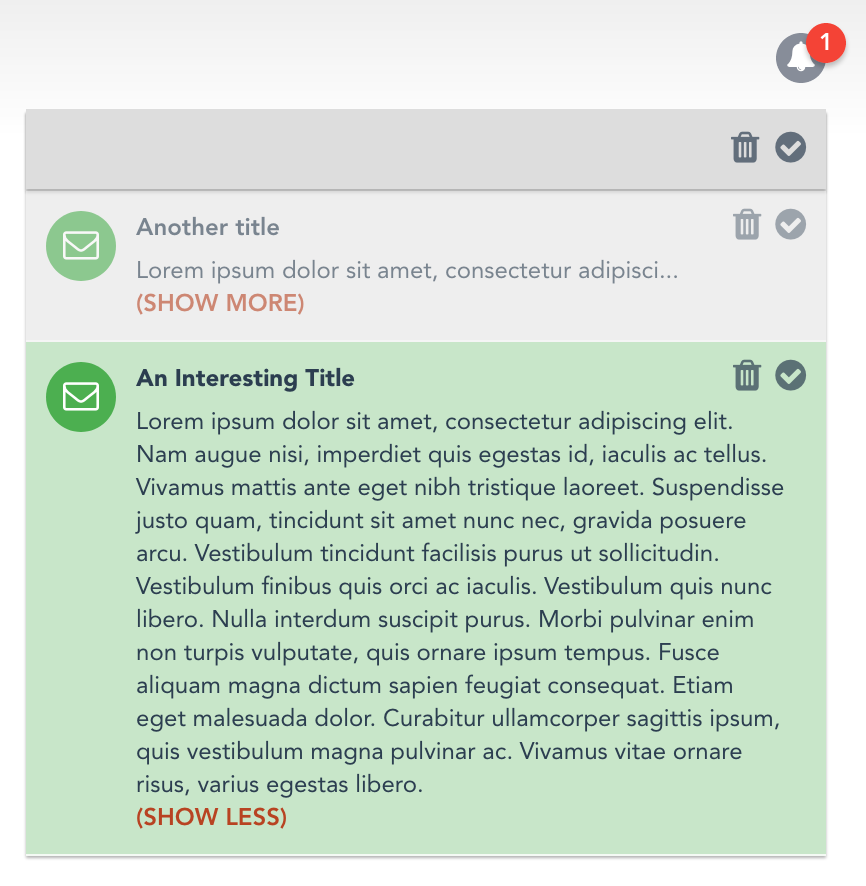 1
Another title
Lorem ipsum dolor sit amet, consectetur adipisci...
(SHOW MORE)
An Interesting Title
Lorem ipsum dolor sit amet, consectetur adipiscing elit.
Nam augue nisi, imperdiet quis egestas id, iaculis ac tellus.
Vivamus mattis ante eget nibh tristique laoreet. Suspendisse
justo quam, tincidunt sit amet nunc nec, gravida posuere
arcu. Vestibulum tincidunt facilisis purus ut sollicitudin.
Vestibulum finibus quis orci ac iaculis. Vestibulum quis nunc
libero. Nulla interdum suscipit purus. Morbi pulvinar enim
non turpis vulputate, quis ornare ipsum tempus. Fusce
aliquam magna dictum sapien feugiat consequat. Etiam
eget malesuada dolor. Curabitur ullamcorper sagittis ipsum,
quis vestibulum magna pulvinar ac. Vivamus vitae ornare
risus, varius egestas libero.
(SHOW LESS)